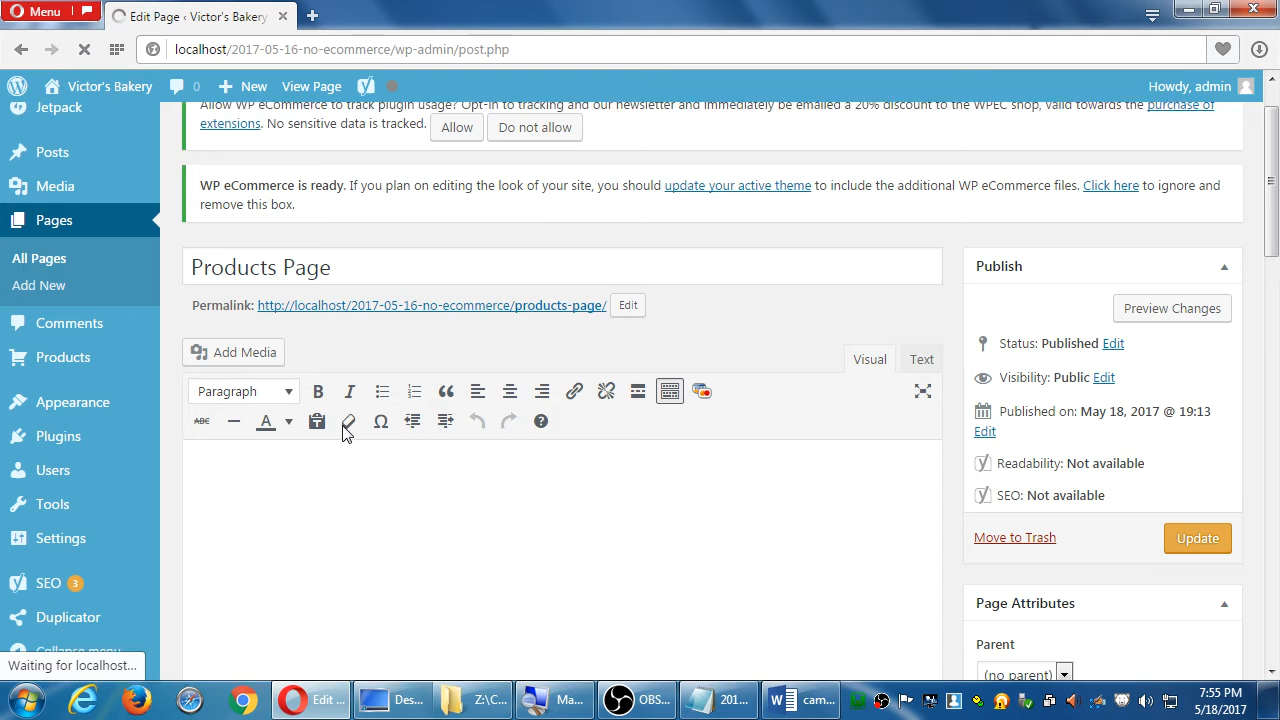 Menu
Edit Page ‹ Victor's Bakery
localhost/2017-05-16-no-ecommerce/wp-admin/post.php
Victor's Bakery
0
New
View Page
Howdy, admin
Jetpack
Posts
Media
Pages
All Pages
Add New
Comments
Products
Appearance
Plugins
Users
Tools
Settings
SEO 3
Duplicator
Collapse menu
Waiting for localhost...
Allow WP eCommerce to track plugin usage? Opt-in to tracking and our newsletter and immediately be emailed a 20% discount to the WPEC shop, valid towards the purchase of
extensions. No sensitive data is tracked. Allow Do not allow
WP eCommerce is ready. If you plan on editing the look of your site, you should update your active theme to include the additional WP eCommerce files. Click here to ignore and
remove this box.
Products Page
Permalink: http://localhost/2017-05-16-no-ecommerce/products-page/ Edit
Add Media
Visual Text
Paragraph B I
ABC A Ω
Publish
Preview Changes
Status: Published Edit
Visibility: Public Edit
Published on: May 18, 2017 @ 19:13
Edit
Readability: Not available
SEO: Not available
Move to Trash
Update
Page Attributes
Parent
(no parent)
Edit ...
Des...
Z:\C...
Ma...
OBS...
201...
cam...
7:55 PM
5/18/2017